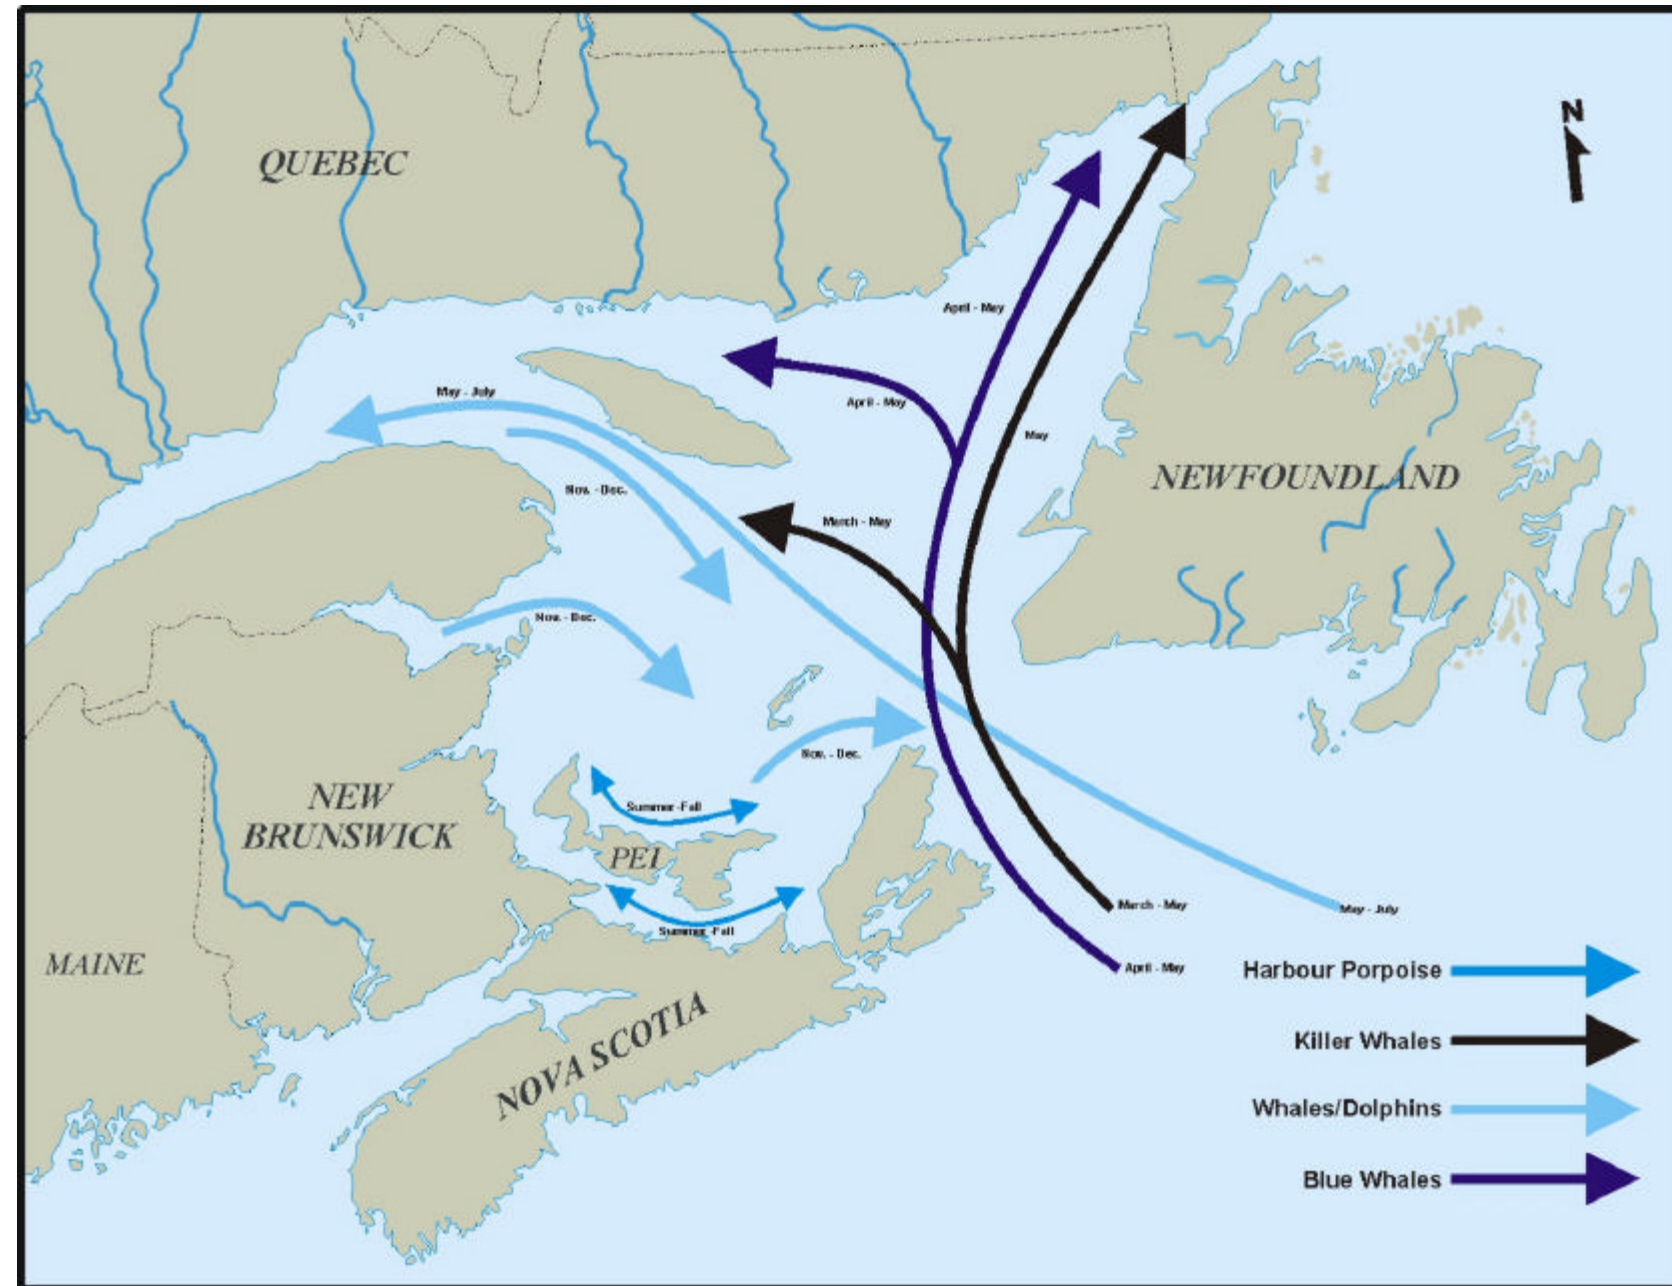 N
QUEBEC
April - May
May - July
April - May
May
NEWFOUNDLAND
Nov. - Dec.
March - May
Nov. - Dec.
Nov. - Dec.
NEW
BRUNSWICK
Summer-Fall
PEI
March - May
May - July
Summer-Fall
MAINE
April - May
Harbour Porpoise
NOVA SCOTIA
Killer Whales
Whales/Dolphins
Blue Whales